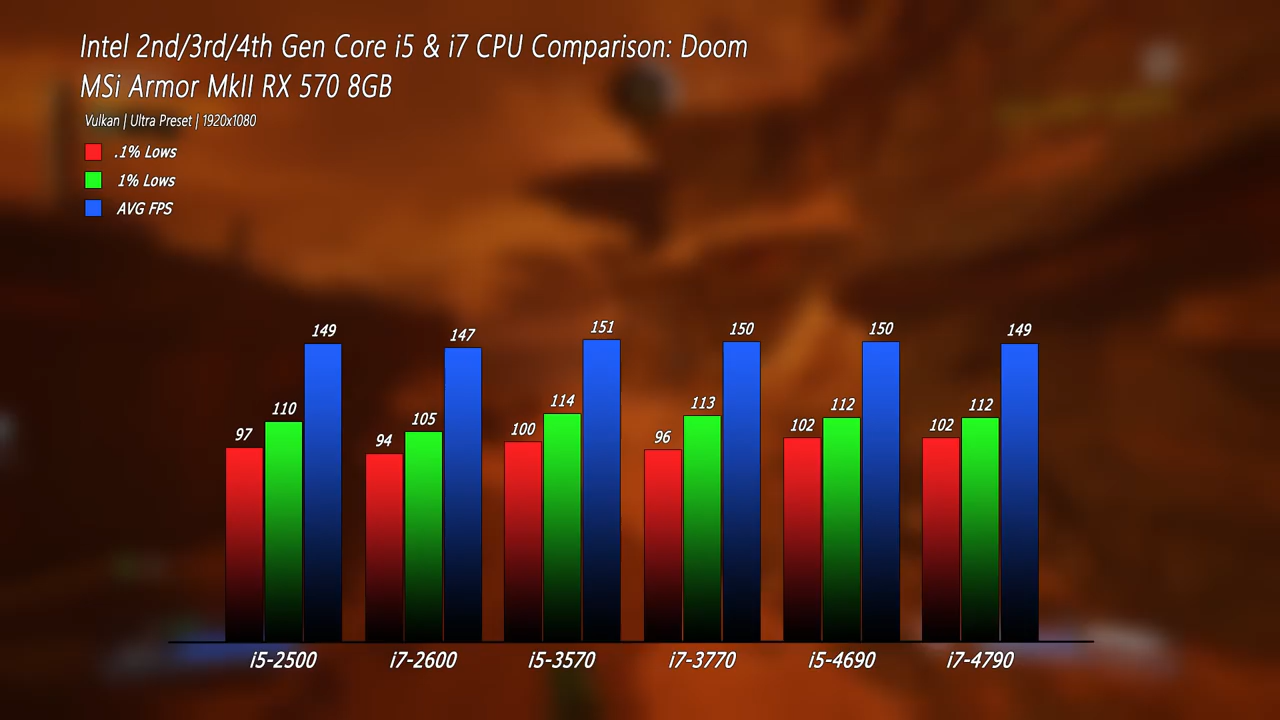 Intel 2nd/3rd/4th Gen Core i5 & i7 CPU Comparison: Doom
MSi Armor MkII RX 570 8GB
Vulkan | Ultra Preset | 1920x1080
.1% Lows
1% Lows
AVG FPS
97 110 149
94 105 147
100 114 151
96 113 150
102 112 150
102 112 149
i5-2500 i7-2600 i5-3570 i7-3770 i5-4690 i7-4790